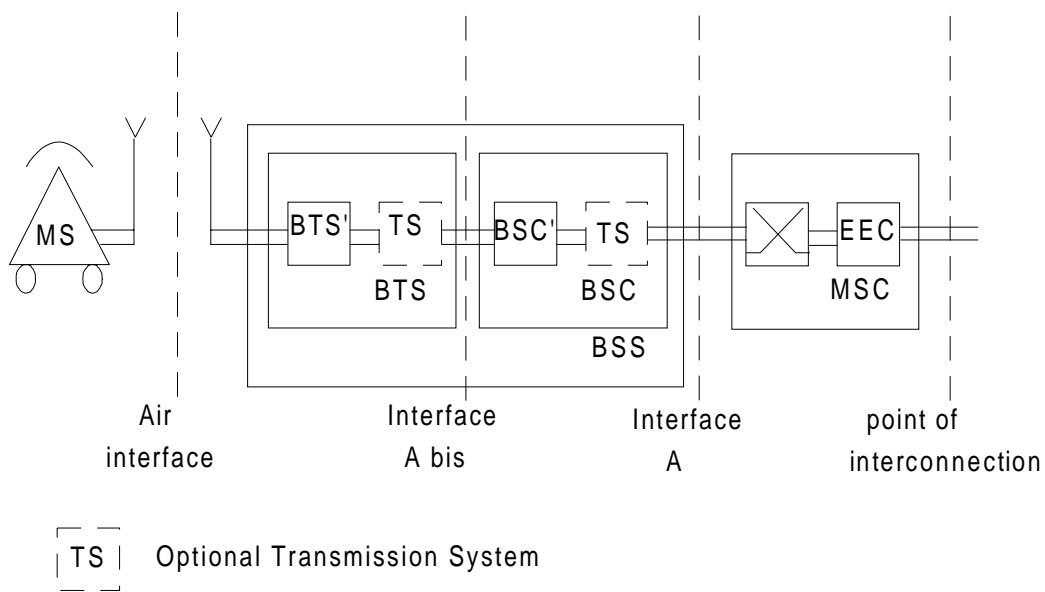 MS
BTS'
TS
BSC'
TS
EEC
BTS
BSC
MSC
BSS
Air
interface
Interface
A bis
Interface
A
point of
interconnection
TS
Optional Transmission System